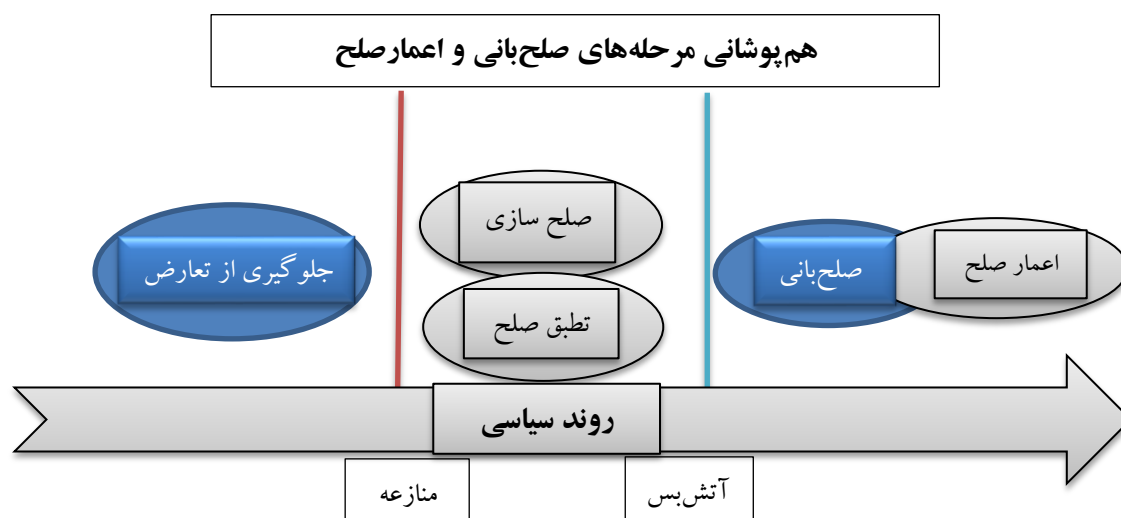 هم‌پوشانی مرحله‌های صلح‌بانی و اعمارصلح
صلح سازی
جلوگیری از تعارض
صلح‌بانی
اعمار صلح
تطبق صلح
روند سیاسی
منازعه
آتش‌بس